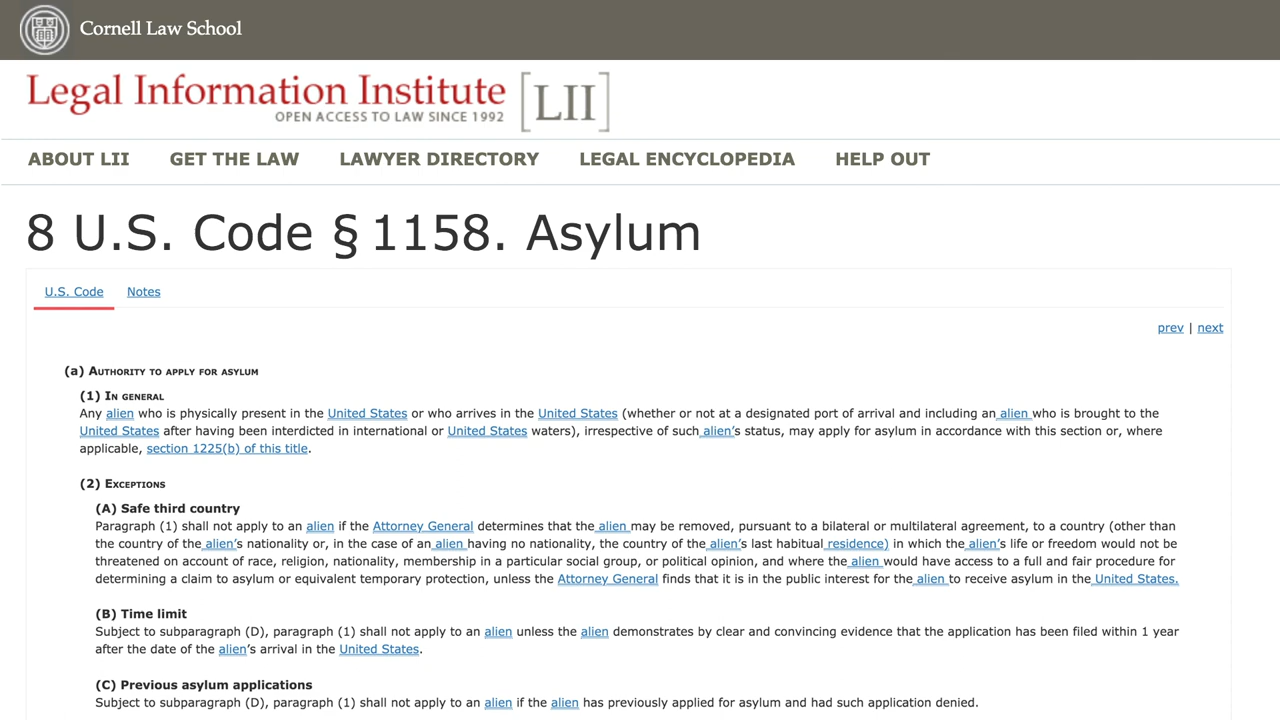 Cornell Law School
Legal Information Institute [LII]
OPEN ACCESS TO LAW SINCE 1992
ABOUT LII GET THE LAW LAWYER DIRECTORY LEGAL ENCYCLOPEDIA HELP OUT
8 U.S. Code § 1158. Asylum
U.S. Code Notes
prev | next
(a) Authority to apply for asylum
(1) In general
Any alien who is physically present in the United States or who arrives in the United States (whether or not at a designated port of arrival and including an alien who is brought to the
United States after having been interdicted in international or United States waters), irrespective of such alien’s status, may apply for asylum in accordance with this section or, where
applicable, section 1225(b) of this title.
(2) Exceptions
(A) Safe third country
Paragraph (1) shall not apply to an alien if the Attorney General determines that the alien may be removed, pursuant to a bilateral or multilateral agreement, to a country (other than
the country of the alien’s nationality or, in the case of an alien having no nationality, the country of the alien’s last habitual residence) in which the alien’s life or freedom would not be
threatened on account of race, religion, nationality, membership in a particular social group, or political opinion, and where the alien would have access to a full and fair procedure for
determining a claim to asylum or equivalent temporary protection, unless the Attorney General finds that it is in the public interest for the alien to receive asylum in the United States.
(B) Time limit
Subject to subparagraph (D), paragraph (1) shall not apply to an alien unless the alien demonstrates by clear and convincing evidence that the application has been filed within 1 year
after the date of the alien’s arrival in the United States.
(C) Previous asylum applications
Subject to subparagraph (D), paragraph (1) shall not apply to an alien if the alien has previously applied for asylum and had such application denied.